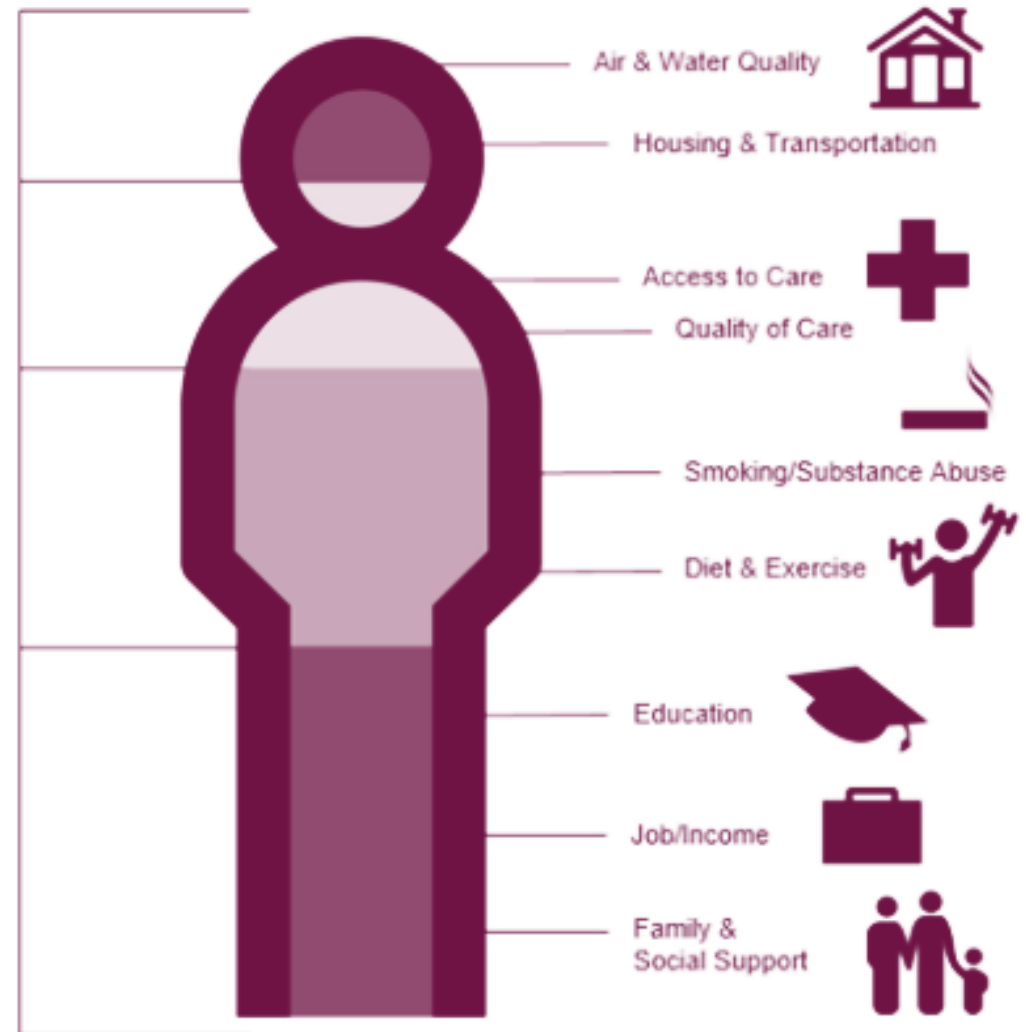 Air & Water Quality
Housing & Transportation
Access to Care
Quality of Care
Smoking/Substance Abuse
Diet & Exercise
Education
Job/Income
Family &
Social Support